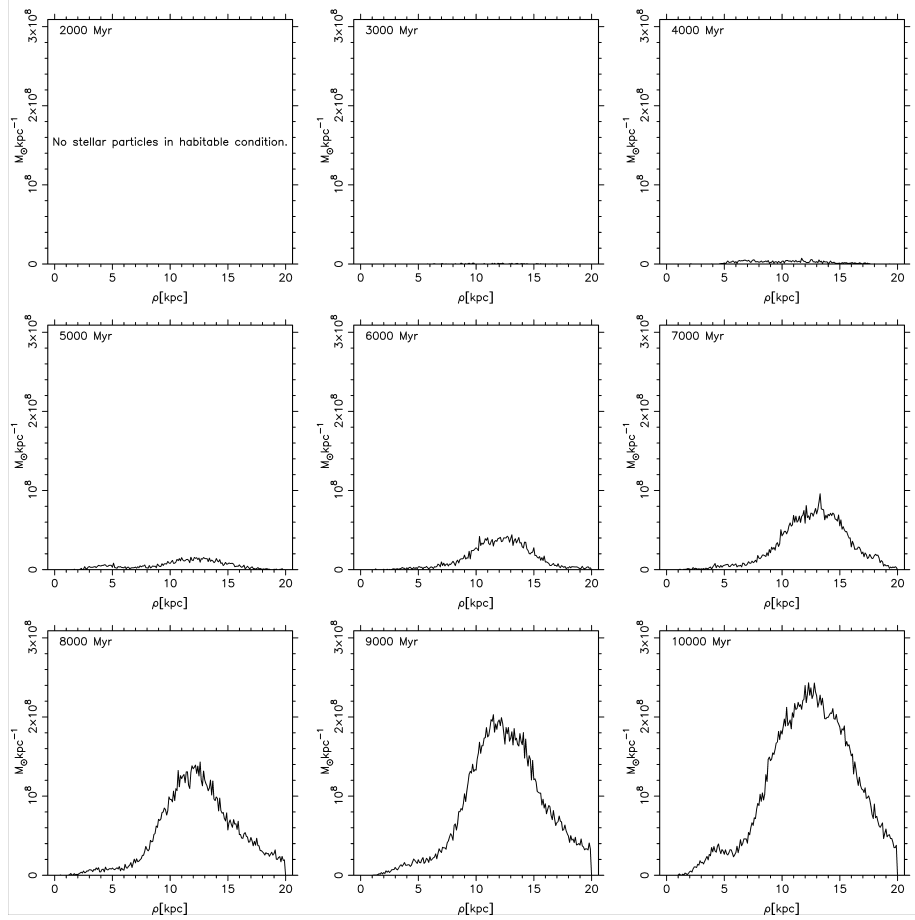 3×10⁸
2000 Myr
2×10⁸
M⊙kpc⁻¹
No stellar particles in habitable condition.
10⁸
0
0 5 10 15 20
ρ[kpc]
3×10⁸
3000 Myr
2×10⁸
M⊙kpc⁻¹
10⁸
0
0 5 10 15 20
ρ[kpc]
3×10⁸
4000 Myr
2×10⁸
M⊙kpc⁻¹
10⁸
0
0 5 10 15 20
ρ[kpc]
3×10⁸
5000 Myr
2×10⁸
M⊙kpc⁻¹
10⁸
0
0 5 10 15 20
ρ[kpc]
3×10⁸
6000 Myr
2×10⁸
M⊙kpc⁻¹
10⁸
0
0 5 10 15 20
ρ[kpc]
3×10⁸
7000 Myr
2×10⁸
M⊙kpc⁻¹
10⁸
0
0 5 10 15 20
ρ[kpc]
3×10⁸
8000 Myr
2×10⁸
M⊙kpc⁻¹
10⁸
0
0 5 10 15 20
ρ[kpc]
3×10⁸
9000 Myr
2×10⁸
M⊙kpc⁻¹
10⁸
0
0 5 10 15 20
ρ[kpc]
3×10⁸
10000 Myr
2×10⁸
M⊙kpc⁻¹
10⁸
0
0 5 10 15 20
ρ[kpc]